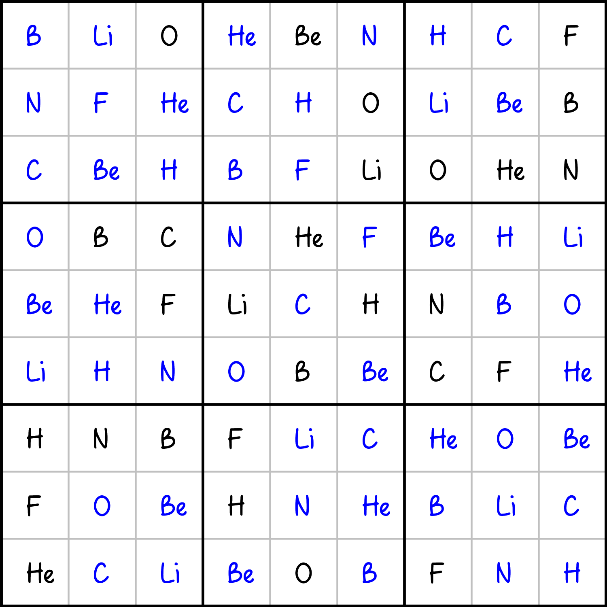 B Li O He Be N H C F
N F He C H O Li Be B
C Be H B F Li O He N
O B C N He F Be H Li
Be He F Li C H N B O
Li H N O B Be C F He
H N B F Li C He O Be
F O Be H N He B Li C
He C Li Be O B F N H